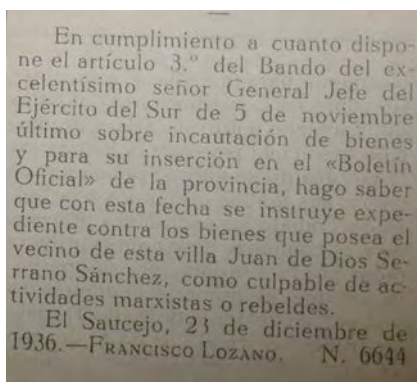 En cumplimiento a cuanto dispo-
ne el artículo 3.º del Bando del ex-
celentísimo señor General Jefe del
Ejército del Sur de 5 de noviembre
último sobre incautación de bienes
y para su inserción en el «Boletín
Oficial» de la provincia, hago saber
que con esta fecha se instruye expe-
diente contra los bienes que posea el
vecino de esta villa Juan de Dios Se-
rrano Sánchez, como culpable de ac-
tividades marxistas o rebeldes.
El Saucejo, 23 de diciembre de
1936.—FRANCISCO LOZANO. N. 6644